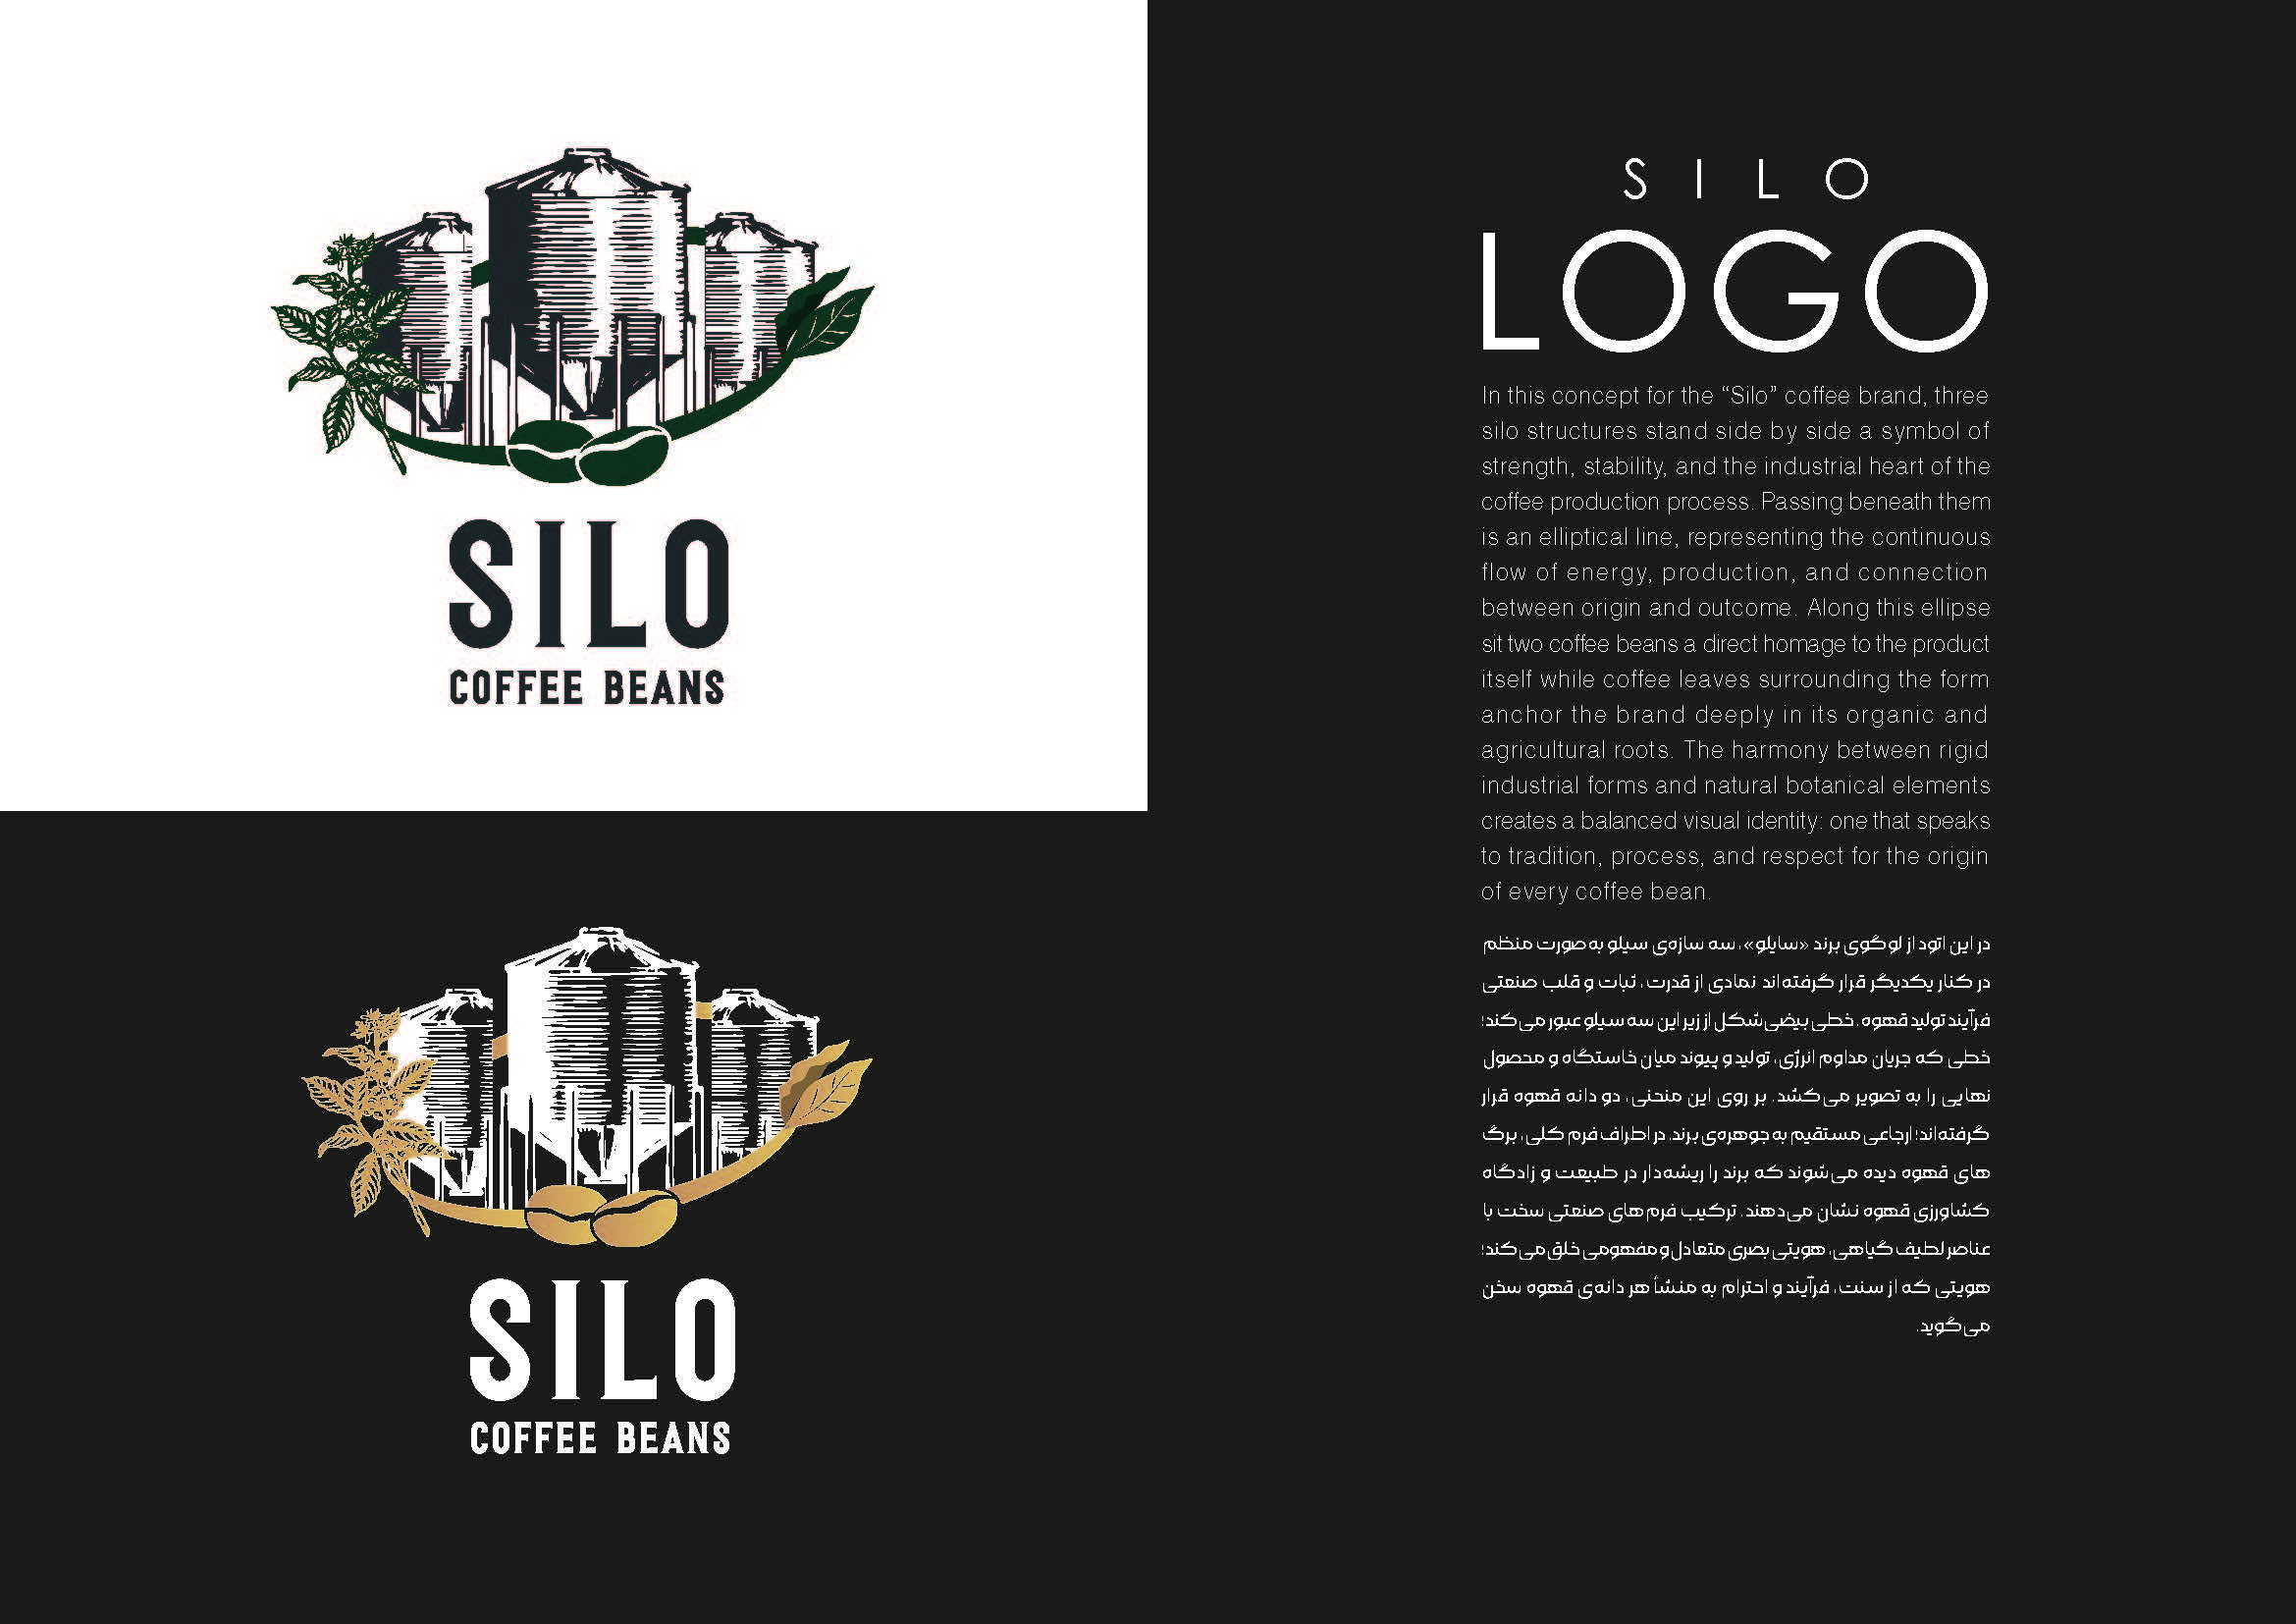 SILO
COFFEE BEANS
SILO
COFFEE BEANS
SILO
LOGO
In this concept for the “Silo” coffee brand, three
silo structures stand side by side a symbol of
strength, stability, and the industrial heart of the
coffee production process. Passing beneath them
is an elliptical line, representing the continuous
flow of energy, production, and connection
between origin and outcome. Along this ellipse
sit two coffee beans a direct homage to the product
itself while coffee leaves surrounding the form
anchor the brand deeply in its organic and
agricultural roots. The harmony between rigid
industrial forms and natural botanical elements
creates a balanced visual identity: one that speaks
to tradition, process, and respect for the origin
of every coffee bean.
در این اتود از لوگوی برند «سایلو»، سه سازه‌ی سیلو به‌صورت منظم
در کنار یکدیگر قرار گرفته‌اند نمادی از قدرت، ثبات و قلب صنعتی
فرآیند تولید قهوه. خطی بیضی‌شکل از زیر این سه سیلو عبور می‌کند؛
خطی که جریان مداوم انرژی، تولید و پیوند میان خاستگاه و محصول
نهایی را به تصویر می‌کشد. بر روی این منحنی، دو دانه قهوه قرار
گرفته‌اند؛ ارجاعی مستقیم به جوهره‌ی برند. در اطراف فرم کلی، برگ
های قهوه دیده می‌شوند که برند را ریشه‌دار در طبیعت و زادگاه
کشاورزی قهوه نشان می‌دهند. ترکیب فرم‌های صنعتی سخت با
عناصر لطیف گیاهی، هویتی بصری متعادل و مفهومی خلق می‌کند؛
هویتی که از سنت، فرآیند و احترام به منشأ هر دانه‌ی قهوه سخن
می‌گوید.